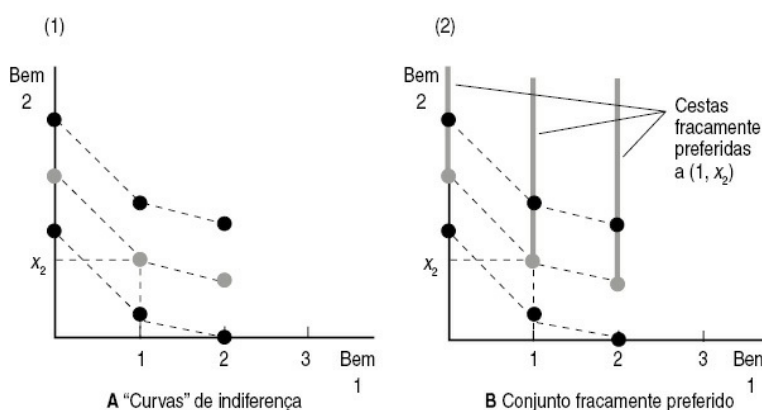 (1)
Bem
2
x₂
1
2
3
Bem
1
A “Curvas” de indiferença
(2)
Bem
2
Cestas
fracamente
preferidas
a (1, x₂)
x₂
1
2
3
Bem
1
B Conjunto fracamente preferido